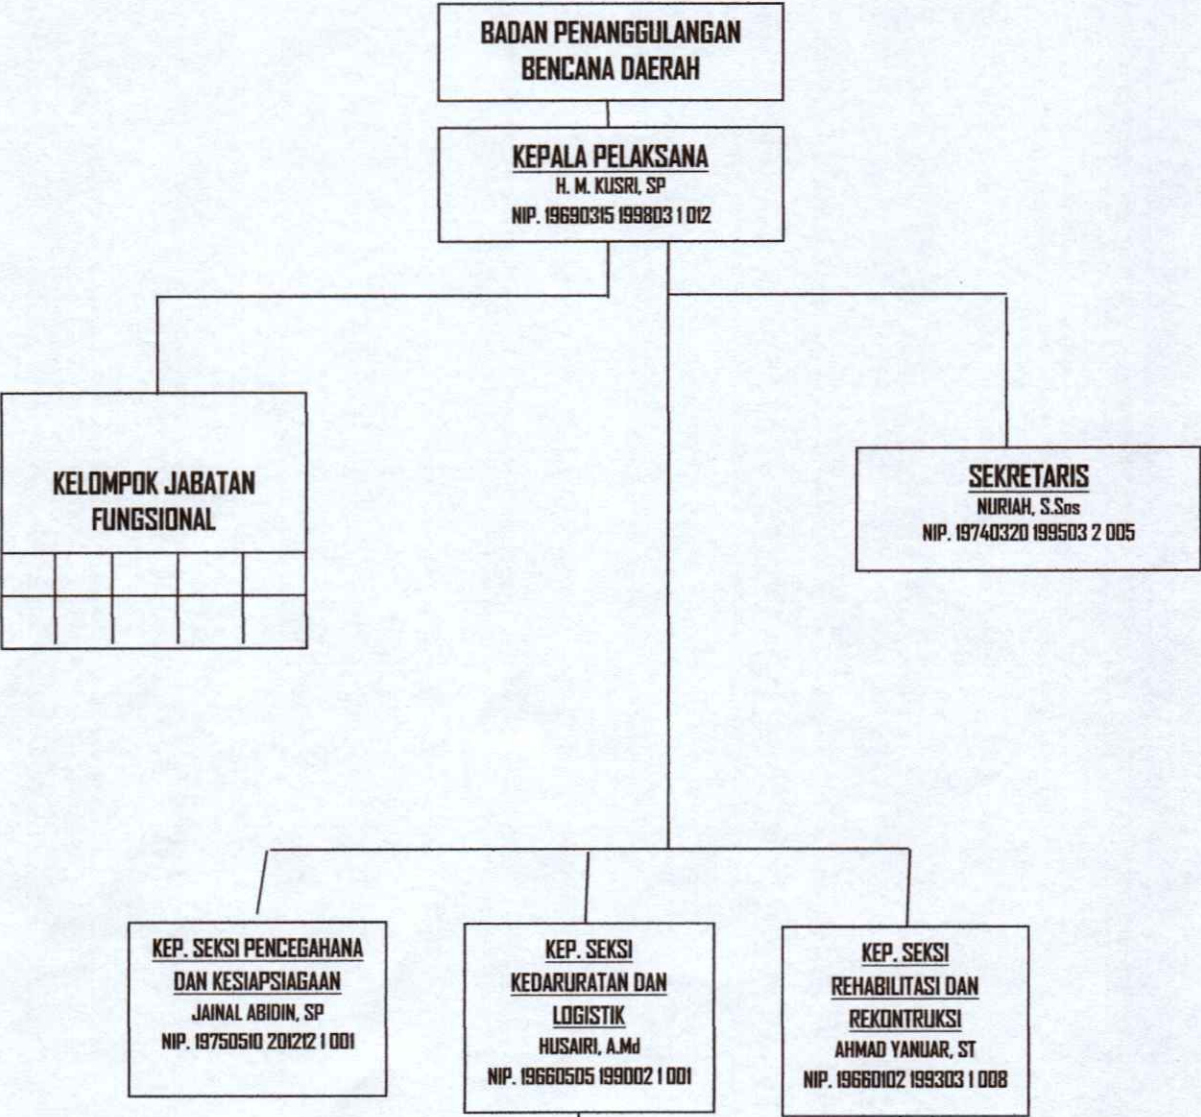 BADAN PENANGGULANGAN
BENCANA DAERAH
KEPALA PELAKSANA
H. M. KUSRI, SP
NIP. 19690315 199803 1 012
KELOMPOK JABATAN
FUNGSIONAL
SEKRETARIS
NURIAH, S.Sos
NIP. 19740320 199503 2 005
KEP. SEKSI PENCEGAHANA
DAN KESIAPSIAGAAN
JAINAL ABIDIN, SP
NIP. 19750510 201212 1 001
KEP. SEKSI
KEDARURATAN DAN
LOGISTIK
HUSAIRI, A.Md
NIP. 19660505 199002 1 001
KEP. SEKSI
REHABILITASI DAN
REKONTRUKSI
AHMAD YANUAR, ST
NIP. 19660102 199303 1 008